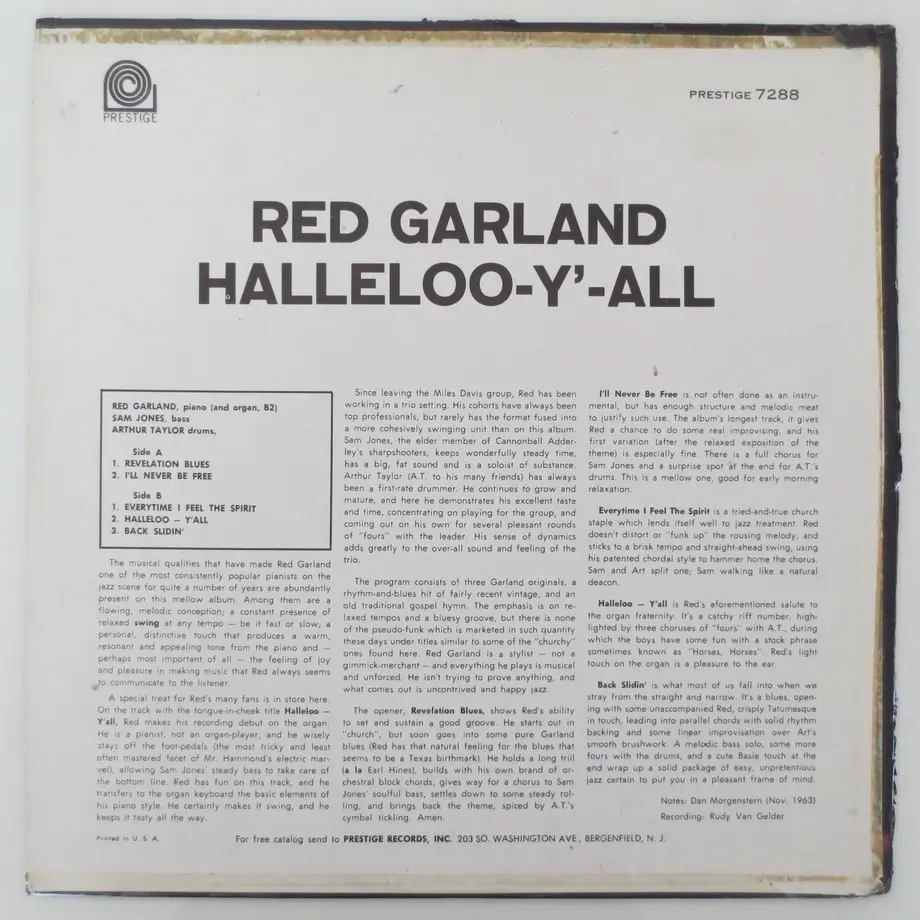 PRESTIGE
PRESTIGE 7288
RED GARLAND
HALLELOO-Y'-ALL
RED GARLAND, piano (and organ, B2)
SAM JONES, bass
ARTHUR TAYLOR drums,
Side A
1. REVELATION BLUES
2. I'LL NEVER BE FREE
Side B
1. EVERYTIME I FEEL THE SPIRIT
2. HALLELOO — Y'ALL
3. BACK SLIDIN'
The musical qualities that have made Red Garland
one of the most consistently popular pianists on the
jazz scene for quite a number of years are abundantly
present on this mellow album. Among them are a
flowing, melodic conception; a constant presence of
relaxed swing at any tempo — be it fast or slow, a
personal, distinctive touch that produces a warm,
resonant and appealing tone from the piano and —
perhaps most important of all — the feeling of joy
and pleasure in making music that Red always seems
to communicate to the listener.
A special treat for Red's many fans is in store here.
On the track with the tongue-in-cheek title Halleloo —
Y'all, Red makes his recording debut on the organ.
He is a pianist, not an organ-player, and he wisely
stays off the foot-pedals (the most tricky and least
often mastered facet of Mr. Hammond's electric mar-
vel), allowing Sam Jones' steady bass to take care of
the bottom line. Red has fun on this track, and he
transfers to the organ keyboard the basic elements of
his piano style. He certainly makes it swing, and he
keeps it tasty all the way.
Since leaving the Miles Davis group, Red has been
working in a trio setting. His cohorts have always been
top professionals, but rarely has the format fused into
a more cohesively swinging unit than on this album.
Sam Jones, the elder member of Cannonball Adder-
ley's sharpshooters, keeps wonderfully steady time,
has a big, fat sound and is a soloist of substance.
Arthur Taylor (A.T. to his many friends) has always
been a first-rate drummer. He continues to grow and
mature, and here he demonstrates his excellent taste
and time, concentrating on playing for the group, and
coming out on his own for several pleasant rounds
of "fours" with the leader. His sense of dynamics
adds greatly to the over-all sound and feeling of the
trio.
The program consists of three Garland originals, a
rhythm-and-blues hit of fairly recent vintage, and an
old traditional gospel hymn. The emphasis is on re-
laxed tempos and a bluesy groove, but there is none
of the pseudo-funk which is marketed in such quantity
these days under titles similar to some of the "churchy"
ones found here. Red Garland is a stylist — not a
gimmick-merchant — and everything he plays is musical
and unforced. He isn't trying to prove anything, and
what comes out is uncontrived and happy jazz.
The opener, Revelation Blues, shows Red's ability
to set and sustain a good groove. He starts out in
"church", but soon goes into some pure Garland
blues (Red has that natural feeling for the blues that
seems to be a Texas birthmark). He holds a long trill
(a la Earl Hines), builds with his own brand of or-
chestral block chords, gives way for a chorus to Sam
Jones' soulful bass, settles down to some steady rol-
ling, and brings back the theme, spiced by A.T.'s
cymbal tickling. Amen.
I'll Never Be Free is not often done as an instru-
mental, but has enough structure and melodic meat
to justify such use. The album's longest track, it gives
Red a chance to do some real improvising, and his
first variation (after the relaxed exposition of the
theme) is especially fine. There is a full chorus for
Sam Jones and a surprise spot at the end for A.T.'s
drums. This is a mellow one, good for early morning
relaxation.
Everytime I Feel The Spirit is a tried-and-true church
staple which lends itself well to jazz treatment. Red
doesn't distort or "funk up" the rousing melody, and
sticks to a brisk tempo and straight-ahead swing, using
his patented chordal style to hammer home the chorus.
Sam and Art split one; Sam walking like a natural
deacon.
Halleloo — Y'all is Red's aforementioned salute to
the organ fraternity. It's a catchy riff number, high-
lighted by three choruses of "fours" with A.T., during
which the boys have some fun with a stock phrase
sometimes known as "Horses, Horses". Red's light
touch on the organ is a pleasure to the ear.
Back Slidin' is what most of us fall into when we
stray from the straight and narrow. It's a blues, open-
ing with some unaccompanied Red, crisply Tatumesque
in touch, leading into parallel chords with solid rhythm
backing and some linear improvisation over Art's
smooth brushwork. A melodic bass solo, some more
fours with the drums, and a cute Basie touch at the
end wrap up a solid package of easy, unpretentious
jazz certain to put you in a pleasant frame of mind.
Notes: Dan Morgenstern (Nov. 1963)
Recording: Rudy Van Gelder
Printed in U. S. A.
For free catalog send to PRESTIGE RECORDS, INC. 203 SO. WASHINGTON AVE., BERGENFIELD, N. J.